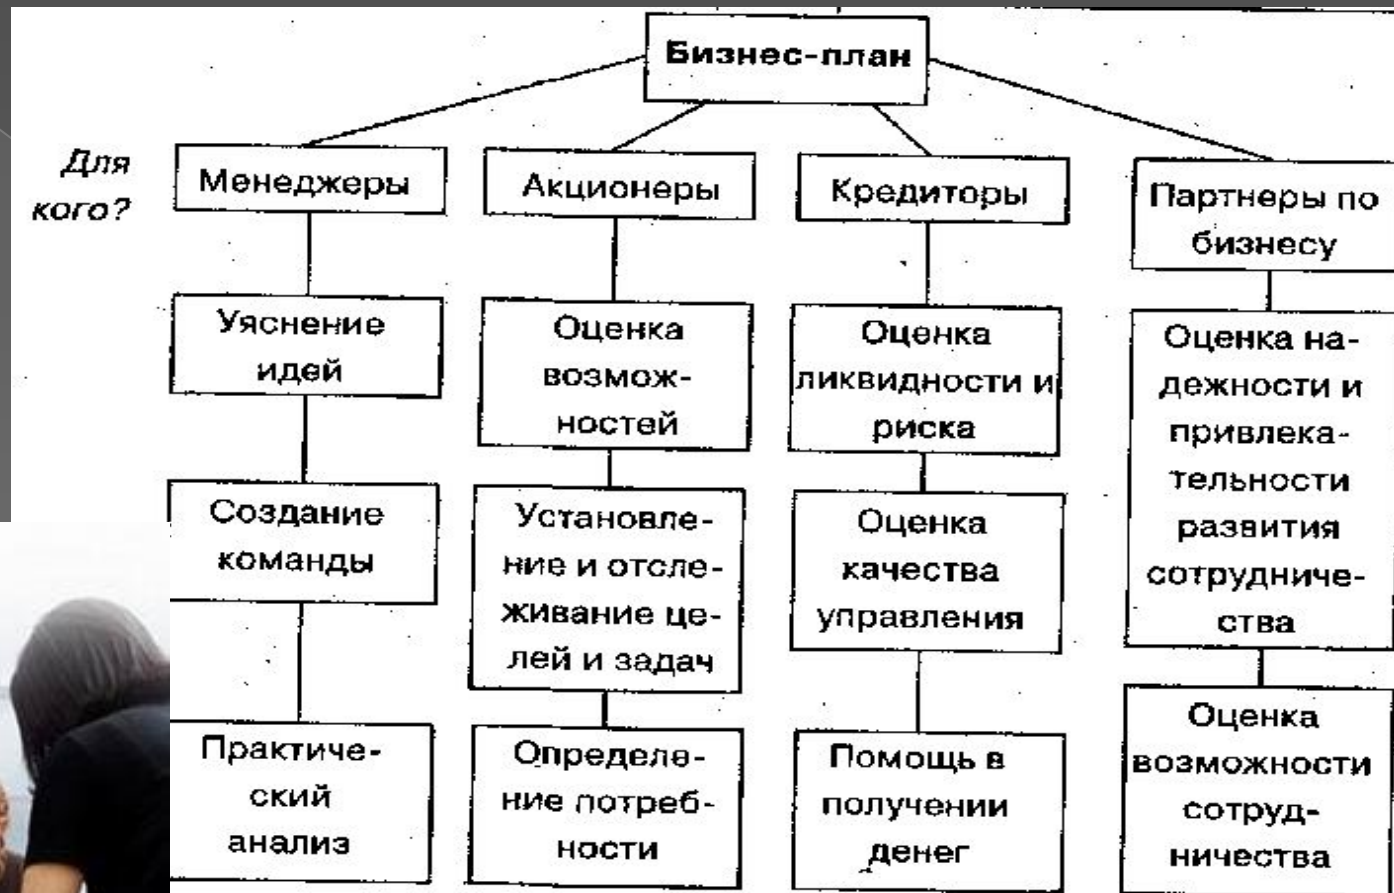 Бизнес-план
Для
кого?
Менеджеры
Акционеры
Кредиторы
Партнеры по
бизнесу
Уяснение
идей
Оценка
возмож-
ностей
Оценка
ликвидности и
риска
Оценка на-
дежности и
привлека-
тельности
развития
сотрудниче-
ства
Создание
команды
Установле-
ние и отсле-
живание це-
лей и задач
Оценка
качества
управления
Практиче-
ский
анализ
Определе-
ние потреб-
ности
Помощь в
получении
денег
Оценка
возможности
сотруд-
ничества